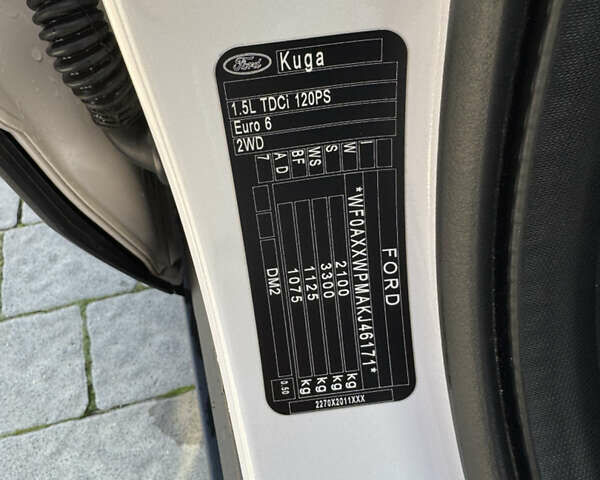 Ford
Kuga
1.5L TDCi 120PS
Euro 6
2WD
FORD
*WF0AXXWPMAKJ46171*
2100 kg
3300 kg
1125 kg
1075 kg
DM2
0.50
I
W
S
WS
BF
A D
7
2270X2011XXX